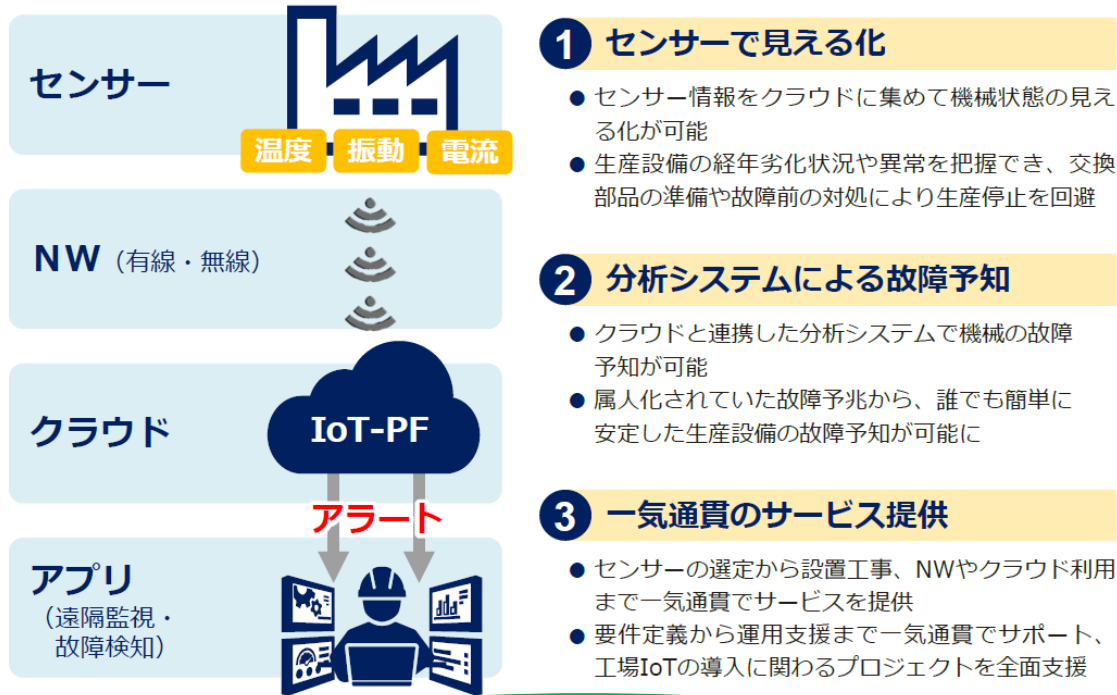 センサー
温度
振動
電流
NW（有線・無線）
クラウド
IoT-PF
アラート
アプリ
（遠隔監視・
故障検知）
1 センサーで見える化
● センサー情報をクラウドに集めて機械状態の見え
る化が可能
● 生産設備の経年劣化状況や異常を把握でき、交換
部品の準備や故障前の対処により生産停止を回避
2 分析システムによる故障予知
● クラウドと連携した分析システムで機械の故障
予知が可能
● 属人化されていた故障予兆から、誰でも簡単に
安定した生産設備の故障予知が可能に
3 一気通貫のサービス提供
● センサーの選定から設置工事、NWやクラウド利用
まで一気通貫でサービスを提供
● 要件定義から運用支援まで一気通貫でサポート、
工場IoTの導入に関わるプロジェクトを全面支援